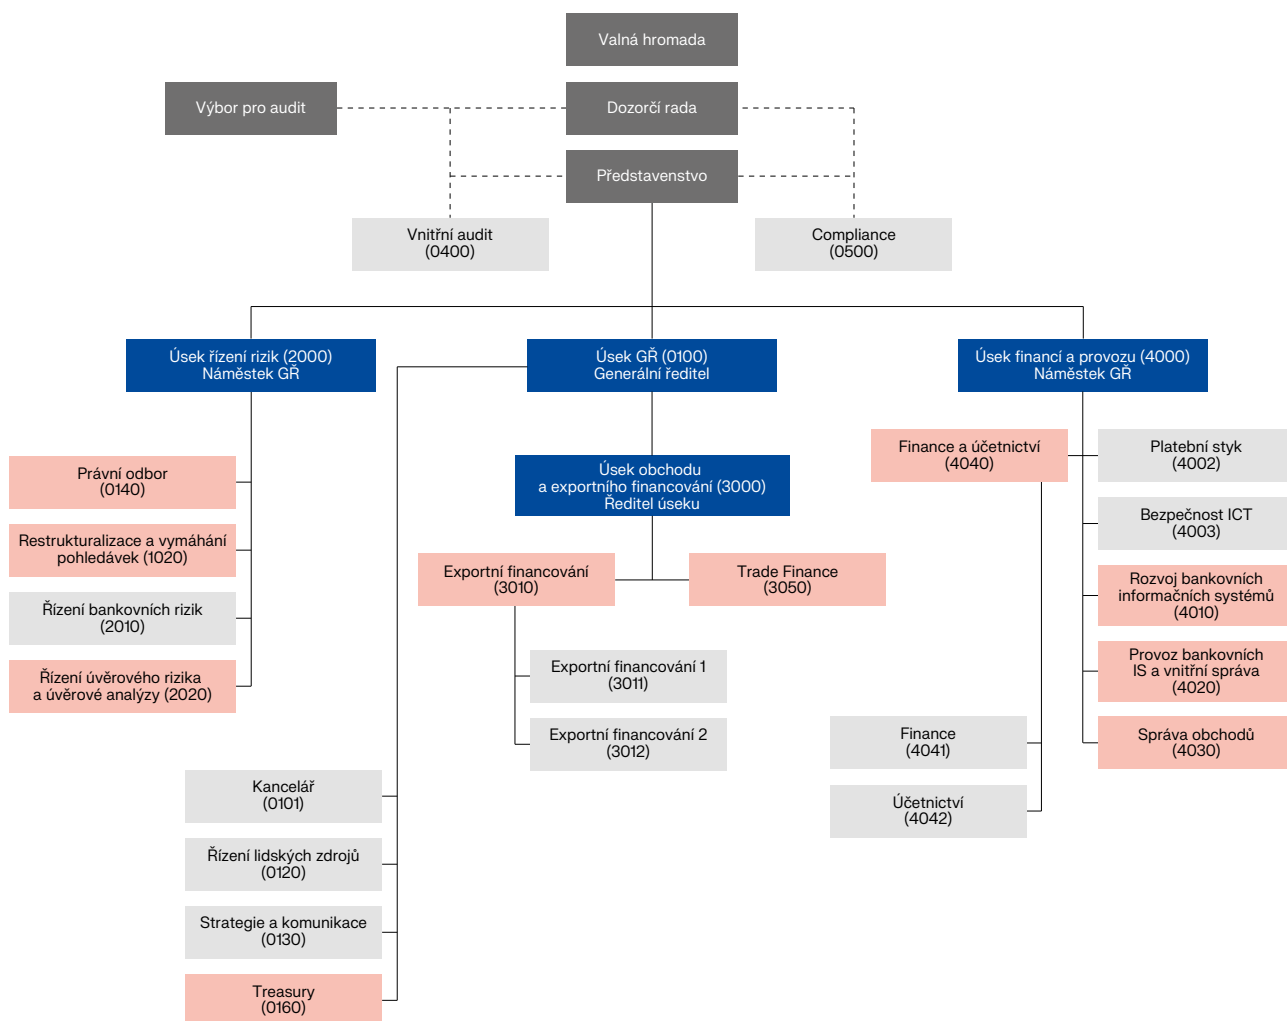 Valná hromada
Výbor pro audit
Dozorčí rada
Představenstvo
Vnitřní audit
(0400)
Compliance
(0500)
Úsek řízení rizik (2000)
Náměstek GŘ
Úsek GŘ (0100)
Generální ředitel
Úsek financí a provozu (4000)
Náměstek GŘ
Právní odbor
(0140)
Restrukturalizace a vymáhání
pohledávek (1020)
Řízení bankovních rizik
(2010)
Řízení úvěrového rizika
a úvěrové analýzy (2020)
Úsek obchodu
a exportního financování (3000)
Ředitel úseku
Exportní financování
(3010)
Trade Finance
(3050)
Exportní financování 1
(3011)
Exportní financování 2
(3012)
Kancelář
(0101)
Řízení lidských zdrojů
(0120)
Strategie a komunikace
(0130)
Treasury
(0160)
Finance a účetnictví
(4040)
Platební styk
(4002)
Bezpečnost ICT
(4003)
Rozvoj bankovních
informačních systémů
(4010)
Provoz bankovních
IS a vnitřní správa
(4020)
Správa obchodů
(4030)
Finance
(4041)
Účetnictví
(4042)